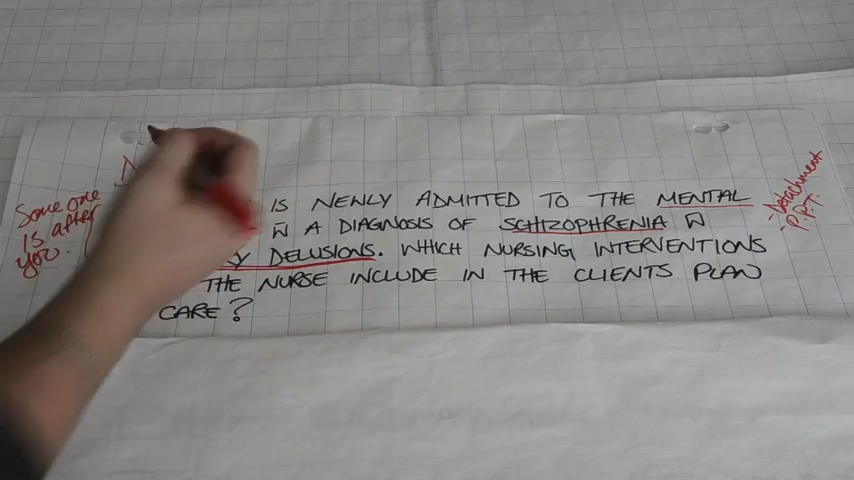 IS NEWLY ADMITTED TO THE MENTAL
W̄ A DIAGNOSIS OF SCHIZOPHRENIA W̄
Y DELUSIONS. WHICH NURSING INTERVENTIONS
THE NURSE INCLUDE IN THE CLIENTS PLAN
CARE?
Some one
is after
you.
- Detachment
- P.P.T.